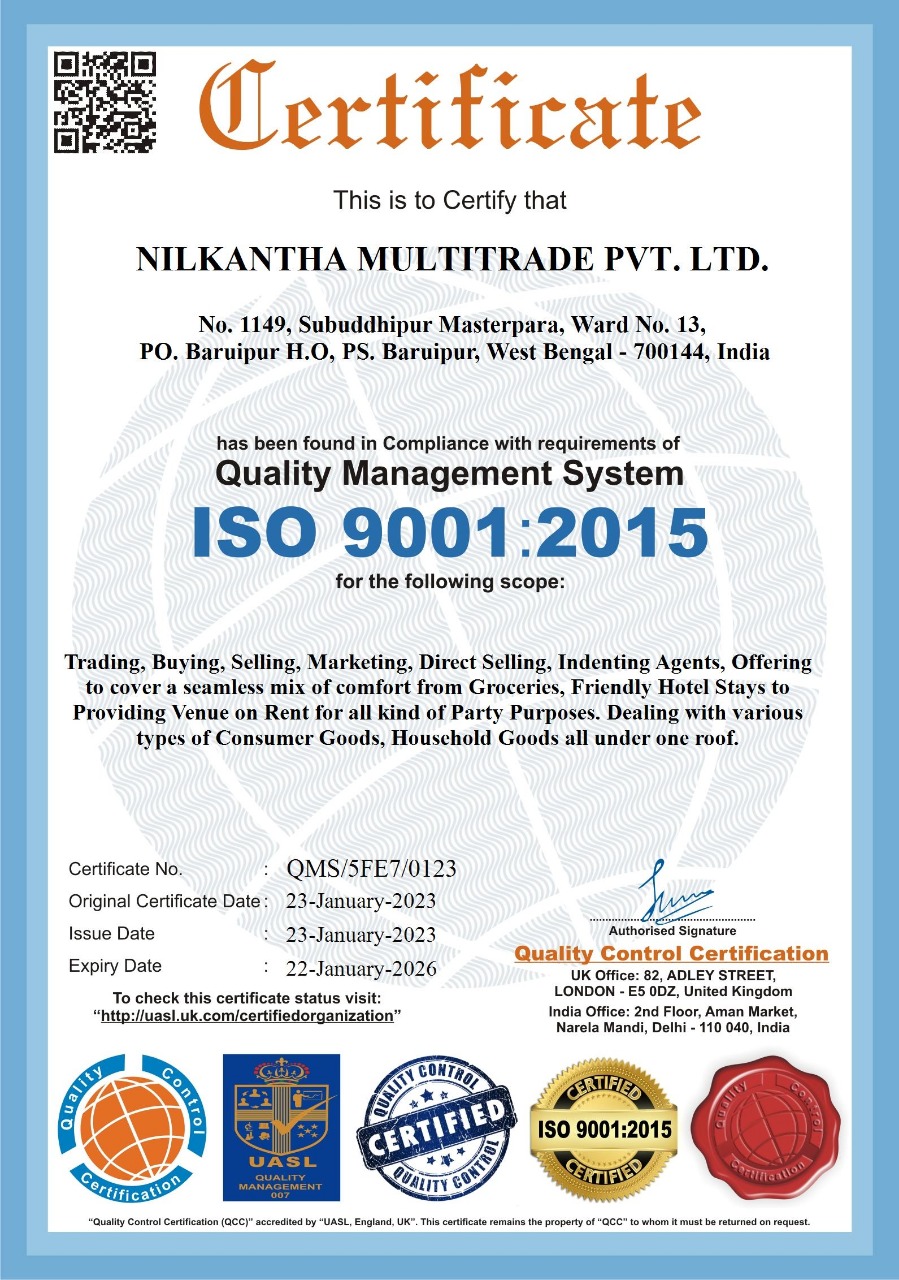 Certificate
This is to Certify that
NILKANTHA MULTITRADE PVT. LTD.
No. 1149, Subuddhipur Masterpara, Ward No. 13,
PO. Baruipur H.O, PS. Baruipur, West Bengal - 700144, India
has been found in Compliance with requirements of
Quality Management System
ISO 9001:2015
for the following scope:
Trading, Buying, Selling, Marketing, Direct Selling, Indenting Agents, Offering
to cover a seamless mix of comfort from Groceries, Friendly Hotel Stays to
Providing Venue on Rent for all kind of Party Purposes. Dealing with various
types of Consumer Goods, Household Goods all under one roof.
Certificate No. : QMS/5FE7/0123
Original Certificate Date : 23-January-2023
Issue Date : 23-January-2023
Expiry Date : 22-January-2026
To check this certificate status visit:
“http://uasl.uk.com/certifiedorganization”
Authorised Signature
Quality Control Certification
UK Office: 82, ADLEY STREET,
LONDON - E5 0DZ, United Kingdom
India Office: 2nd Floor, Aman Market,
Narela Mandi, Delhi - 110 040, India
Quality Control
Certification
UASL
QUALITY
MANAGEMENT
007
QUALITY CONTROL
CERTIFIED
QUALITY CONTROL
CERTIFIED
ISO 9001:2015
CERTIFIED
Quality Control
Certification
“Quality Control Certification (QCC)” accredited by “UASL, England, UK”. This certificate remains the property of “QCC” to whom it must be returned on request.